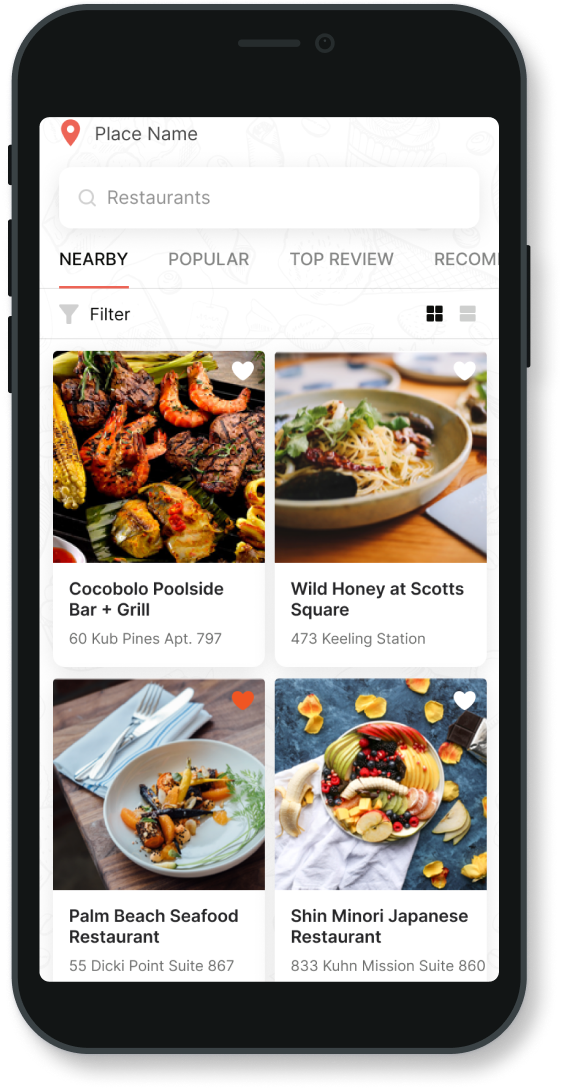 Place Name
Restaurants
NEARBY POPULAR TOP REVIEW RECOM
Filter
Cocobolo Poolside
Bar + Grill
60 Kub Pines Apt. 797
Wild Honey at Scotts
Square
473 Keeling Station
Palm Beach Seafood
Restaurant
55 Dicki Point Suite 867
Shin Minori Japanese
Restaurant
833 Kuhn Mission Suite 860